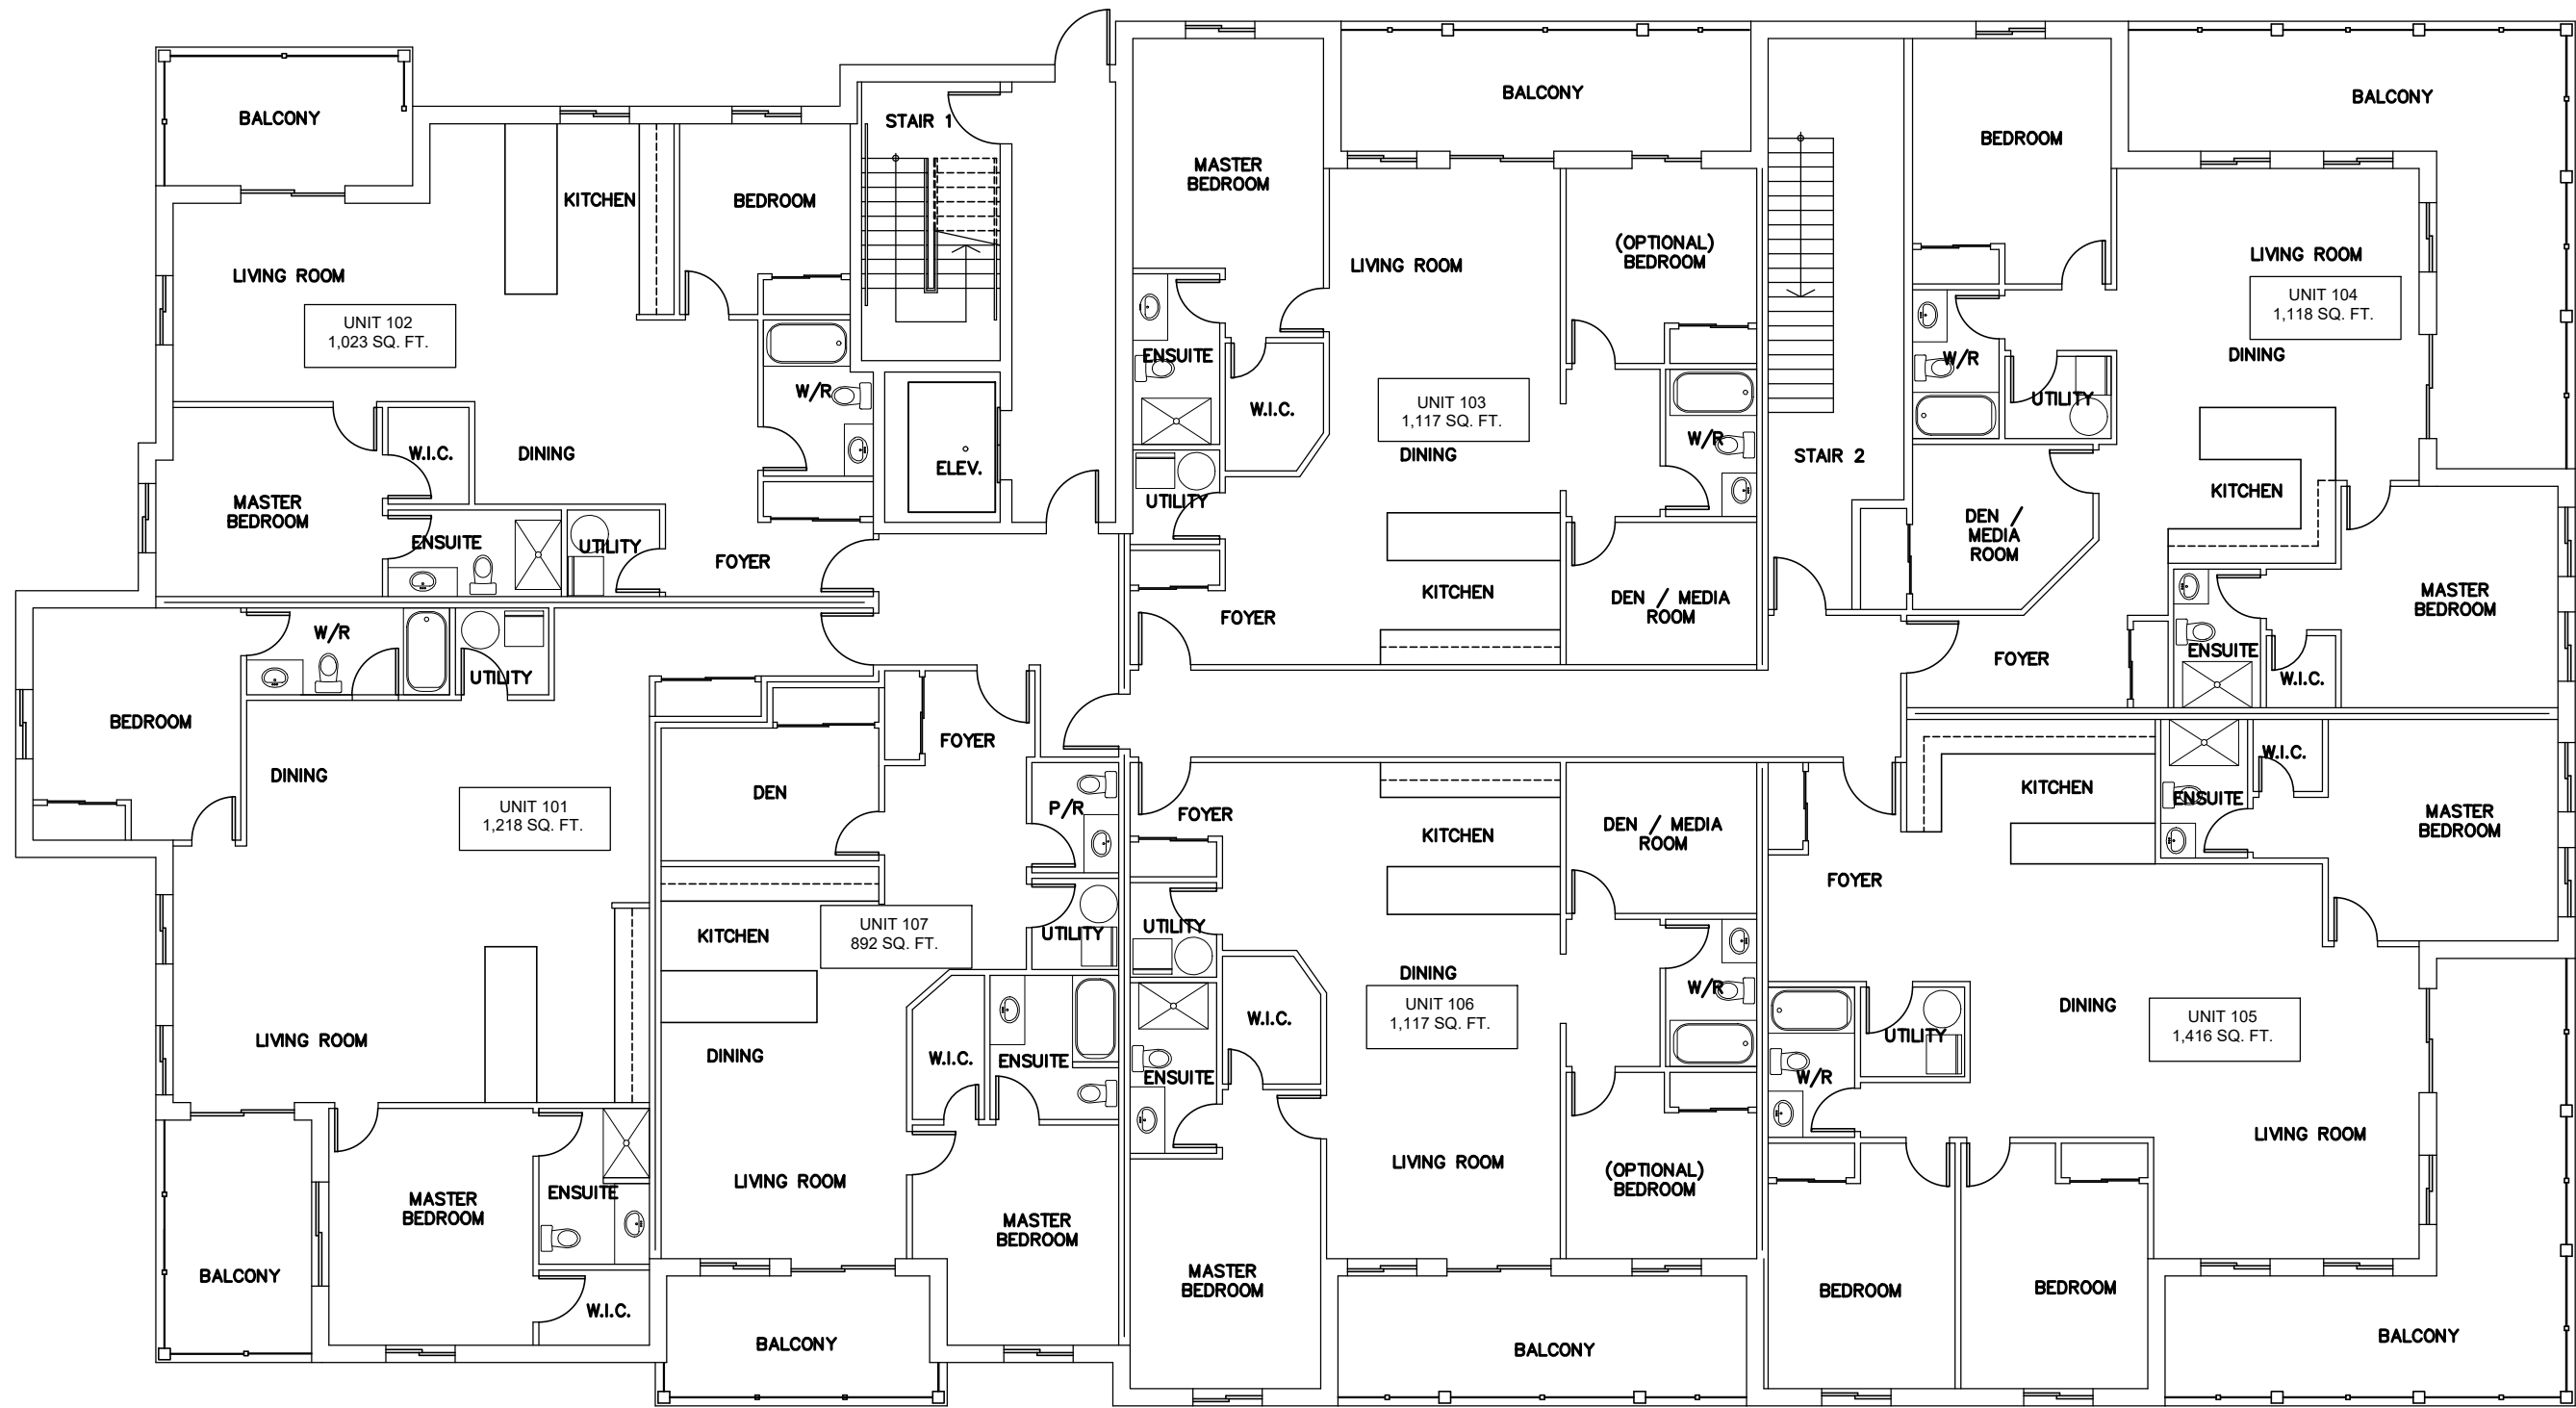 BALCONY
KITCHEN
BEDROOM
LIVING ROOM
UNIT 102
1,023 SQ. FT.
W/R
W.I.C.
DINING
MASTER
BEDROOM
ENSUITE
UTILITY
FOYER
STAIR 1
ELEV.
MASTER
BEDROOM
BALCONY
LIVING ROOM
(OPTIONAL)
BEDROOM
ENSUITE
W.I.C.
UNIT 103
1,117 SQ. FT.
DINING
W/R
UTILITY
KITCHEN
DEN / MEDIA
ROOM
FOYER
STAIR 2
BEDROOM
BALCONY
LIVING ROOM
UNIT 104
1,118 SQ. FT.
DINING
W/R
UTILITY
KITCHEN
DEN /
MEDIA
ROOM
MASTER
BEDROOM
FOYER
ENSUITE
W.I.C.
W/R
UTILITY
BEDROOM
DINING
UNIT 101
1,218 SQ. FT.
LIVING ROOM
MASTER
BEDROOM
ENSUITE
BALCONY
W.I.C.
FOYER
DEN
P/R
UNIT 107
892 SQ. FT.
KITCHEN
UTILITY
DINING
W.I.C.
ENSUITE
LIVING ROOM
MASTER
BEDROOM
BALCONY
FOYER
KITCHEN
DEN / MEDIA
ROOM
UTILITY
DINING
W/R
UNIT 106
1,117 SQ. FT.
W.I.C.
ENSUITE
LIVING ROOM
(OPTIONAL)
BEDROOM
MASTER
BEDROOM
BALCONY
W.I.C.
KITCHEN
ENSUITE
MASTER
BEDROOM
FOYER
DINING
UNIT 105
1,416 SQ. FT.
UTILITY
W/R
LIVING ROOM
BEDROOM
BEDROOM
BALCONY